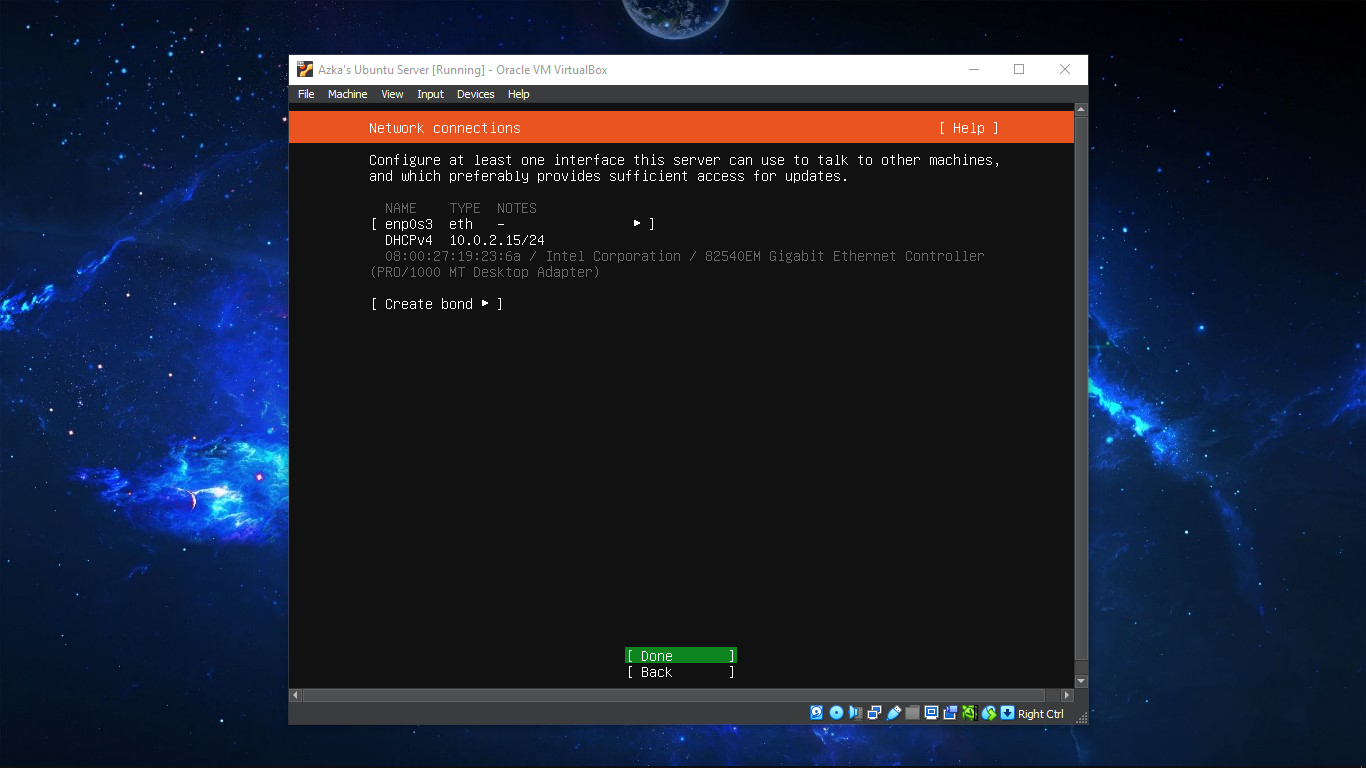 Azka's Ubuntu Server [Running] - Oracle VM VirtualBox
File Machine View Input Devices Help
Network connections [ Help ]
Configure at least one interface this server can use to talk to other machines,
and which preferably provides sufficient access for updates.
NAME TYPE NOTES
[ enp0s3 eth - ▸ ]
DHCPv4 10.0.2.15/24
08:00:27:19:23:6a / Intel Corporation / 82540EM Gigabit Ethernet Controller
(PRO/1000 MT Desktop Adapter)
[ Create bond ▸ ]
[ Done ]
[ Back ]
Right Ctrl